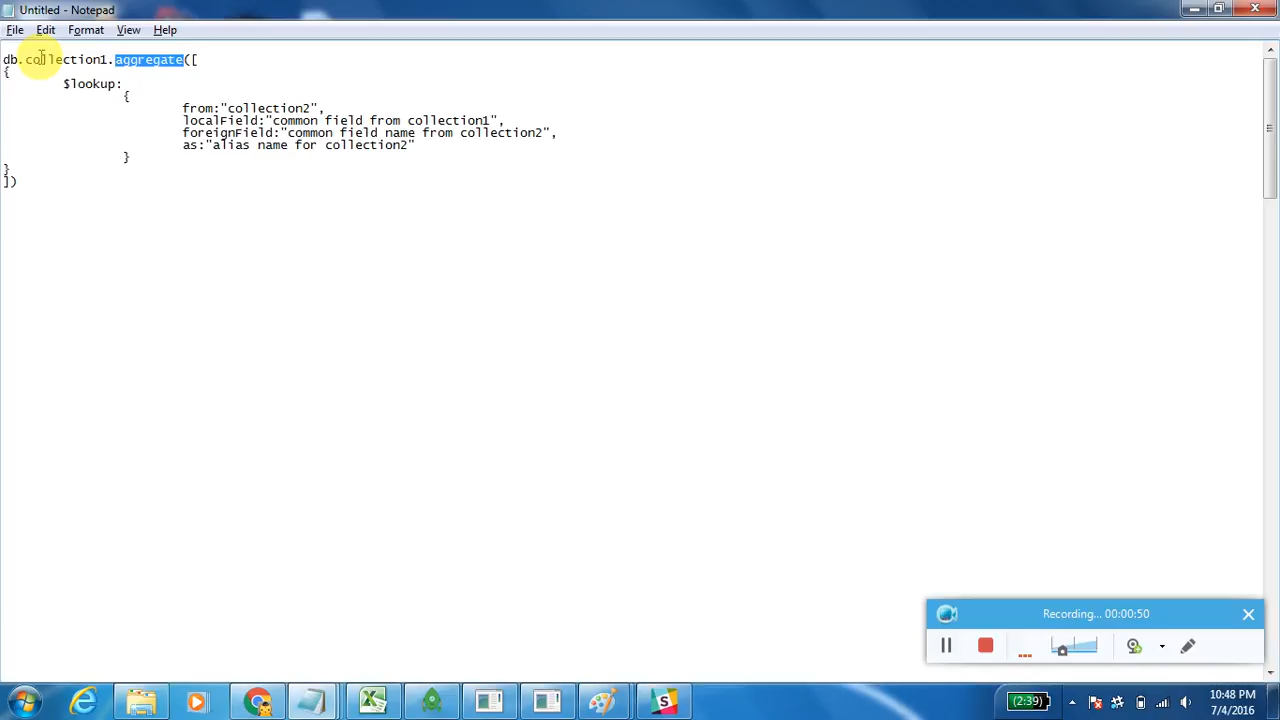 Untitled - Notepad
File Edit Format View Help
db.collection1.aggregate([
{
$lookup:
{
from:"collection2",
localField:"common field from collection1",
foreignField:"common field name from collection2",
as:"alias name for collection2"
}
}
])
Recording... 00:00:50
(2:39)
10:48 PM
7/4/2016